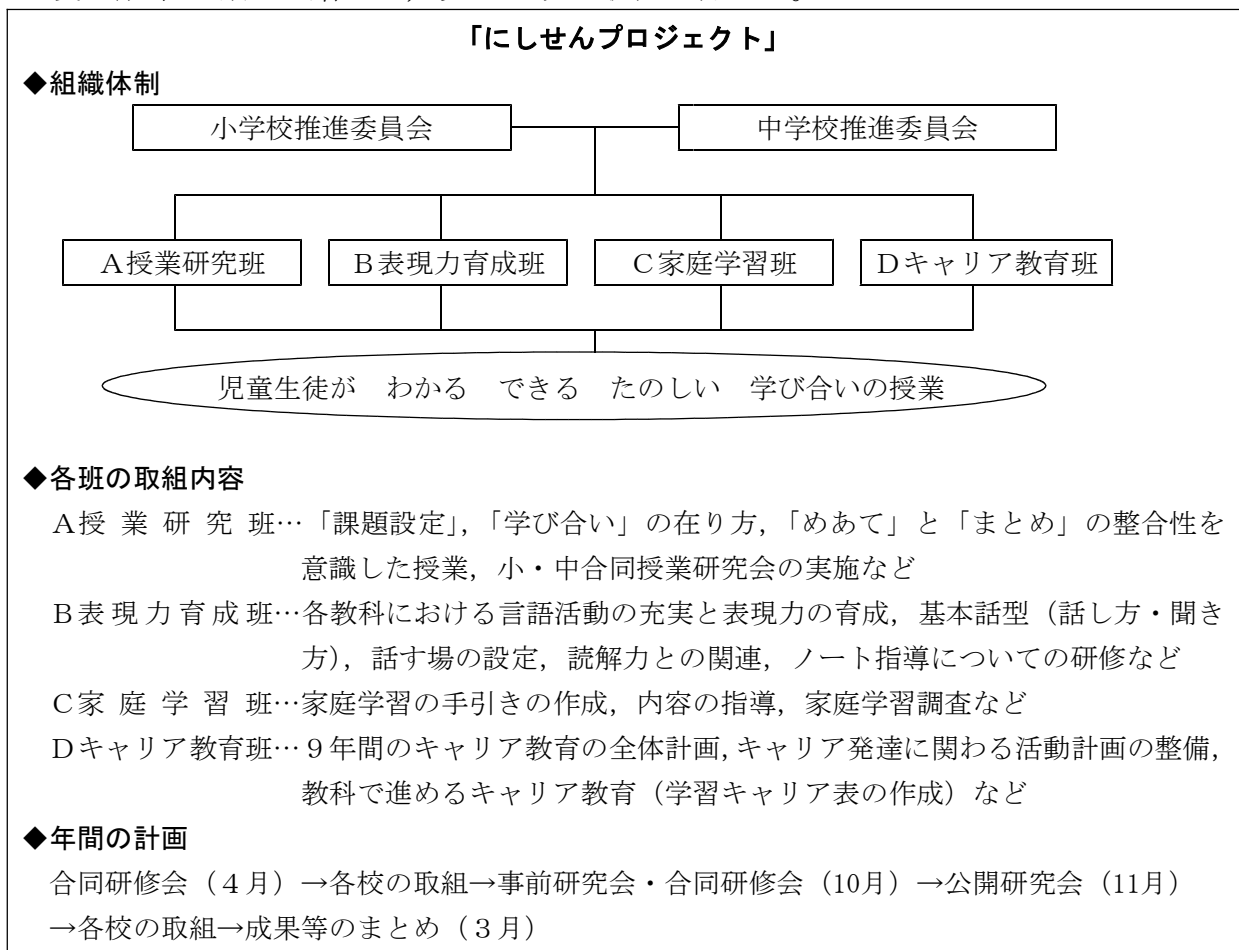 「にしせんプロジェクト」
◆組織体制
小学校推進委員会 中学校推進委員会
A授業研究班 B表現力育成班 C家庭学習班 Dキャリア教育班
児童生徒が わかる できる たのしい 学び合いの授業
◆各班の取組内容
A授業研究班…「課題設定」,「学び合い」の在り方,「めあて」と「まとめ」の整合性を
意識した授業,小・中合同授業研究会の実施など
B表現力育成班…各教科における言語活動の充実と表現力の育成,基本話型(話し方・聞き
方),話す場の設定,読解力との関連,ノート指導についての研修など
C家庭学習班…家庭学習の手引きの作成,内容の指導,家庭学習調査など
Dキャリア教育班…9年間のキャリア教育の全体計画,キャリア発達に関わる活動計画の整備,
教科で進めるキャリア教育(学習キャリア表の作成)など
◆年間の計画
合同研修会(4月)→各校の取組→事前研究会・合同研修会(10月)→公開研究会(11月)
→各校の取組→成果等のまとめ(3月)